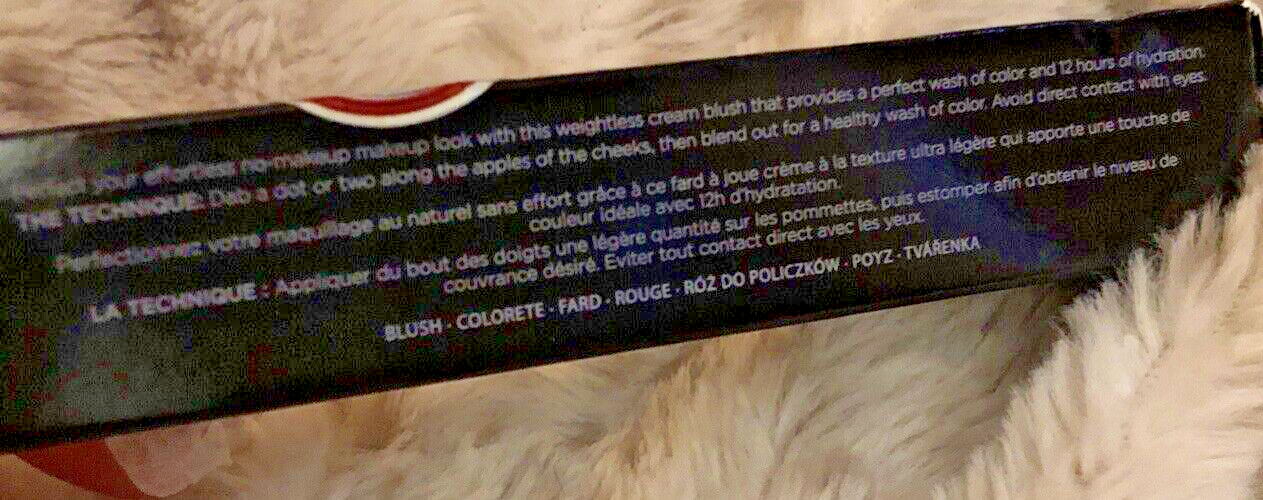 your effortless no-makeup makeup look with this weightless cream blush that provides a perfect wash of color and 12 hours of hydration.
THE TECHNIQUE: Dab a dot or two along the apples of the cheeks, then blend out for a healthy wash of color. Avoid direct contact with eyes.
Perfectionnez votre maquillage au naturel sans effort grâce à ce fard à joue crème à la texture ultra légère qui apporte une touche de
couleur idéale avec 12h d'hydratation.
LA TECHNIQUE : Appliquer du bout des doigts une légère quantité sur les pommettes, puis estomper afin d'obtenir le niveau de
couvrance désiré. Eviter tout contact direct avec les yeux.
BLUSH · COLORETE · FARD · ROUGE · RÓŻ DO POLICZKÓW · POYZ · TVÁŘENKA